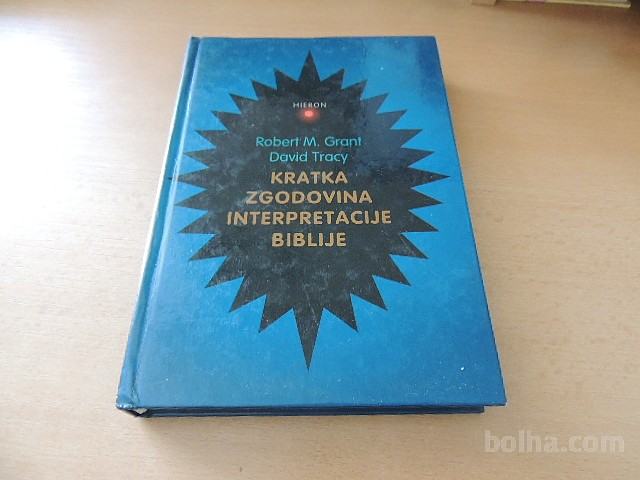 HIERON
Robert M. Grant
David Tracy
KRATKA
ZGODOVINA
INTERPRETACIJE
BIBLIJE
bolha.com